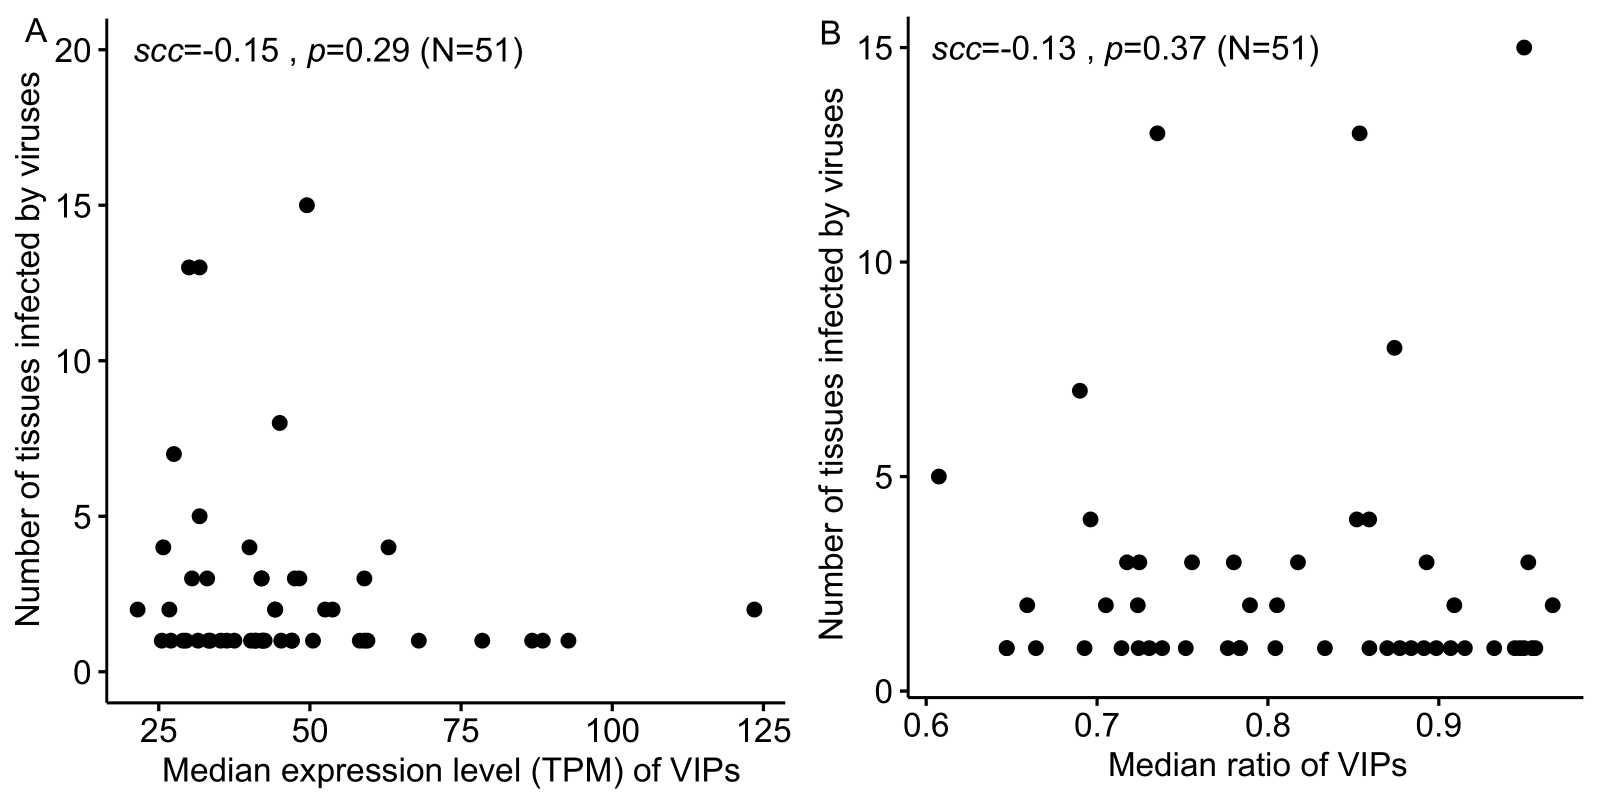 A
scc=-0.15 , p=0.29 (N=51)
Number of tissues infected by viruses
20
15
10
5
0
25 50 75 100 125
Median expression level (TPM) of VIPs
B
scc=-0.13 , p=0.37 (N=51)
Number of tissues infected by viruses
15
10
5
0
0.6 0.7 0.8 0.9
Median ratio of VIPs